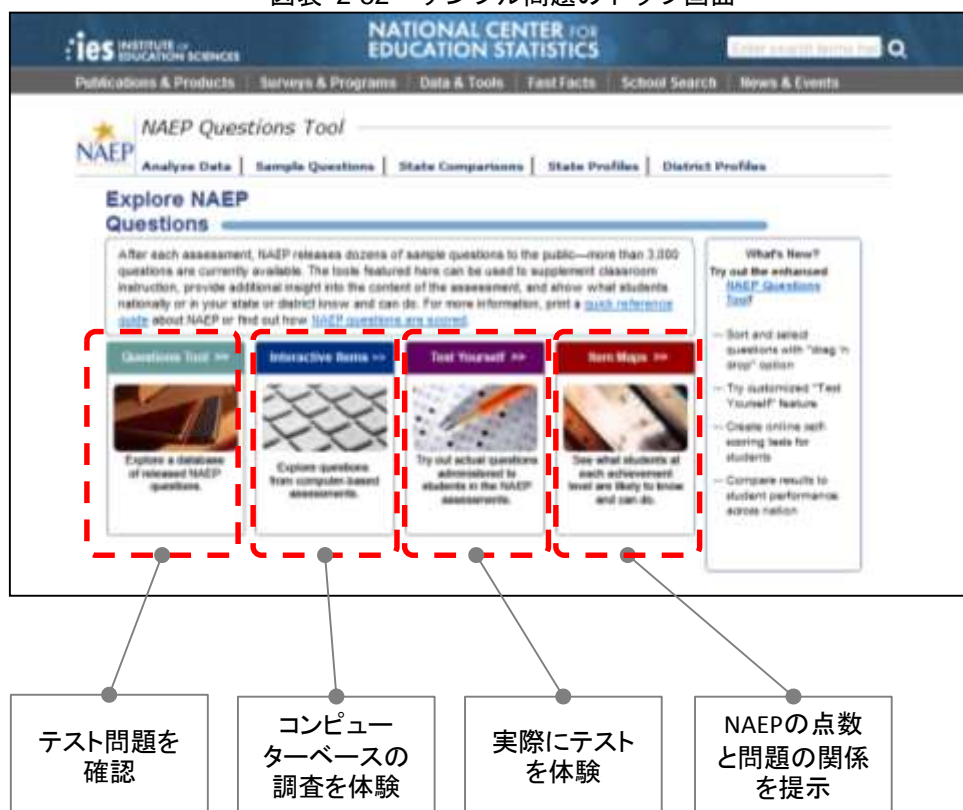 ies INSTITUTE OF EDUCATION SCIENCES
NATIONAL CENTER FOR
EDUCATION STATISTICS
Enter search terms here
Publications & Products | Surveys & Programs | Data & Tools | Fast Facts | School Search | News & Events
NAEP
NAEP Questions Tool
Analyze Data | Sample Questions | State Comparisons | State Profiles | District Profiles
Explore NAEP
Questions
After each assessment, NAEP releases dozens of sample questions to the public—more than 3,000
questions are currently available. The tools featured here can be used to supplement classroom
instruction, provide additional insight into the content of the assessment, and show what students
nationally or in your state or district know and can do. For more information, print a quick reference
guide about NAEP or find out how NAEP questions are scored.
Questions Tool >>
Explore a database
of released NAEP
questions.
Interactive Items >>
Explore questions
from computer-based
assessments.
Test Yourself >>
Try out actual questions
administered to
students in the NAEP
assessments.
Item Maps >>
See what students at
each achievement
level are likely to know
and can do.
What's New?
Try out the enhanced
NAEP Questions
Tool!
— Sort and select
questions with "drag 'n
drop" option
— Try customized "Test
Yourself" feature
— Create online self-
scoring tests for
students
— Compare results to
student performance
across nation
テスト問題を
確認
コンピュー
ターベースの
調査を体験
実際にテスト
を体験
NAEPの点数
と問題の関係
を提示